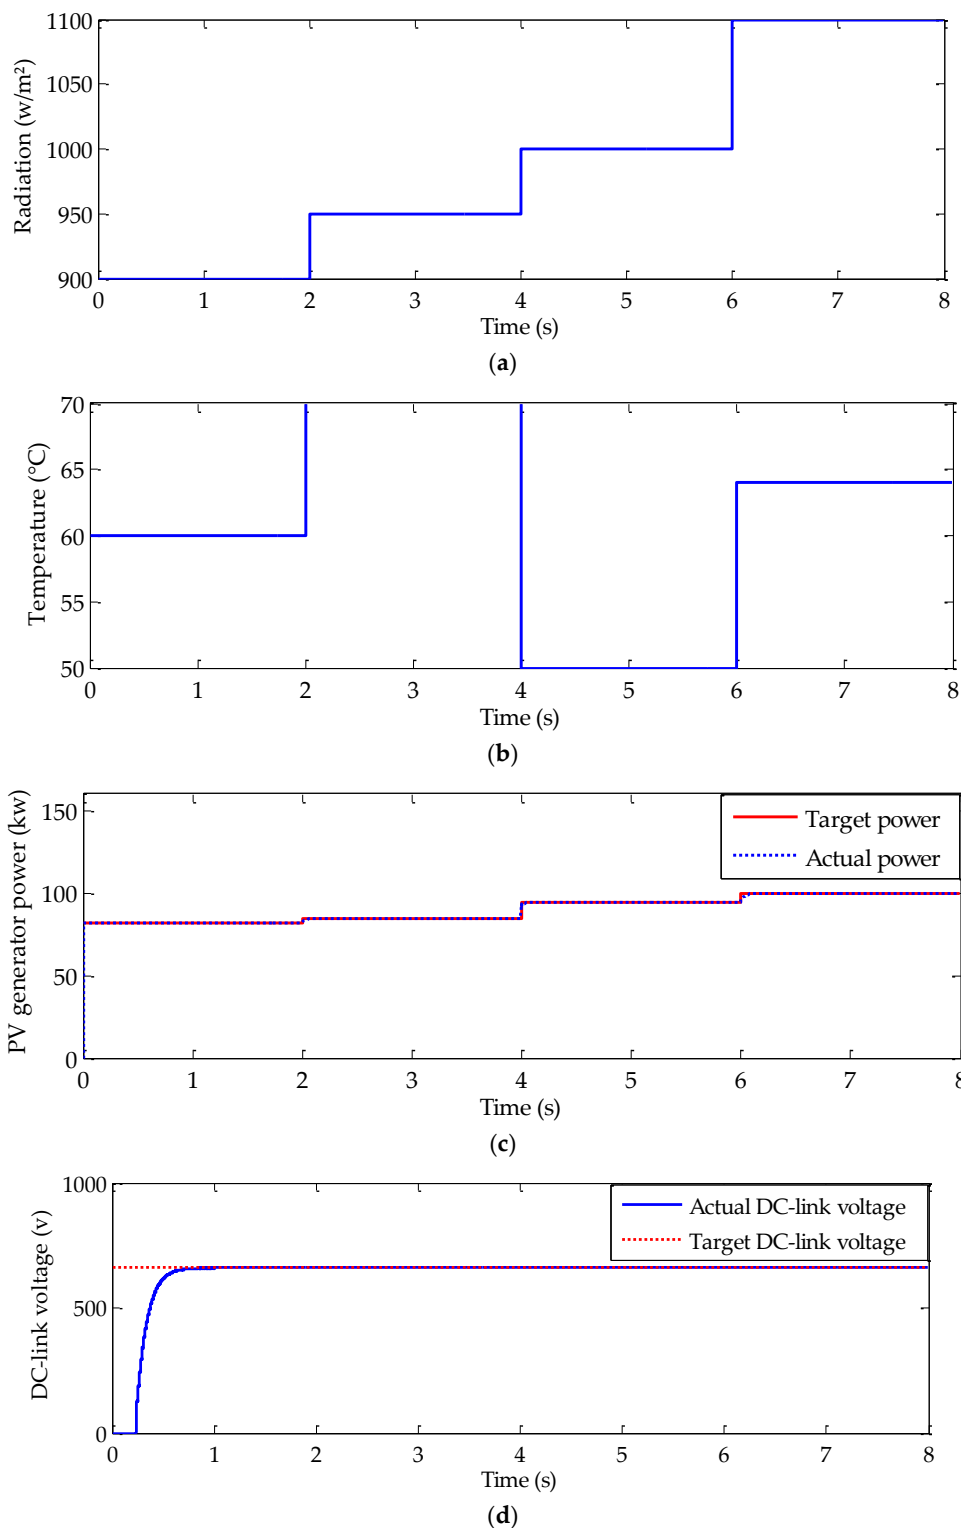 1100
1050
1000
950
900
Radiation (w/m²)
0 1 2 3 4 5 6 7 8
Time (s)
(a)
70
65
60
55
50
Temperature (°C)
0 1 2 3 4 5 6 7 8
Time (s)
(b)
150
100
50
0
PV generator power (kw)
Target power
Actual power
0 1 2 3 4 5 6 7 8
Time (s)
(c)
1000
500
0
DC-link voltage (v)
Actual DC-link voltage
Target DC-link voltage
0 1 2 3 4 5 6 7 8
Time (s)
(d)